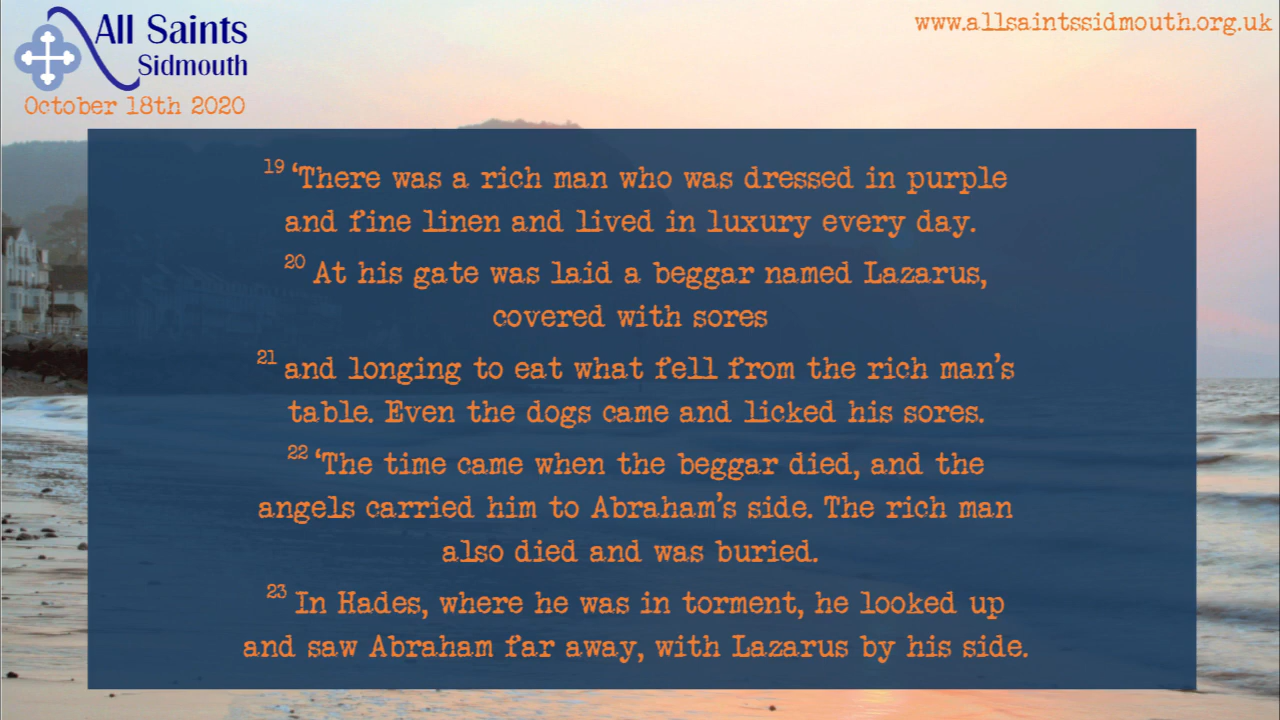 All Saints
Sidmouth
October 18th 2020
www.allsaintssidmouth.org.uk
19 ‘There was a rich man who was dressed in purple
and fine linen and lived in luxury every day.
20 At his gate was laid a beggar named Lazarus,
covered with sores
21 and longing to eat what fell from the rich man’s
table. Even the dogs came and licked his sores.
22 ‘The time came when the beggar died, and the
angels carried him to Abraham’s side. The rich man
also died and was buried.
23 In Hades, where he was in torment, he looked up
and saw Abraham far away, with Lazarus by his side.